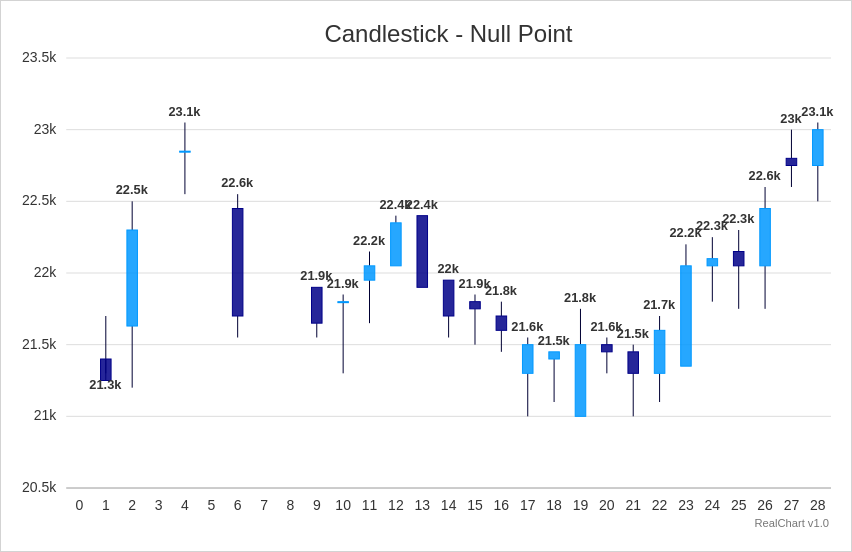 Candlestick - Null Point
23.5k
23k
22.5k
22k
21.5k
21k
20.5k
21.3k
22.5k
23.1k
22.6k
21.9k
21.9k
22.2k
22.4k
22.4k
22k
21.9k
21.8k
21.6k
21.5k
21.8k
21.6k
21.5k
21.7k
22.2k
22.3k
22.3k
22.6k
23k
23.1k
0 1 2 3 4 5 6 7 8 9 10 11 12 13 14 15 16 17 18 19 20 21 22 23 24 25 26 27 28
RealChart v1.0